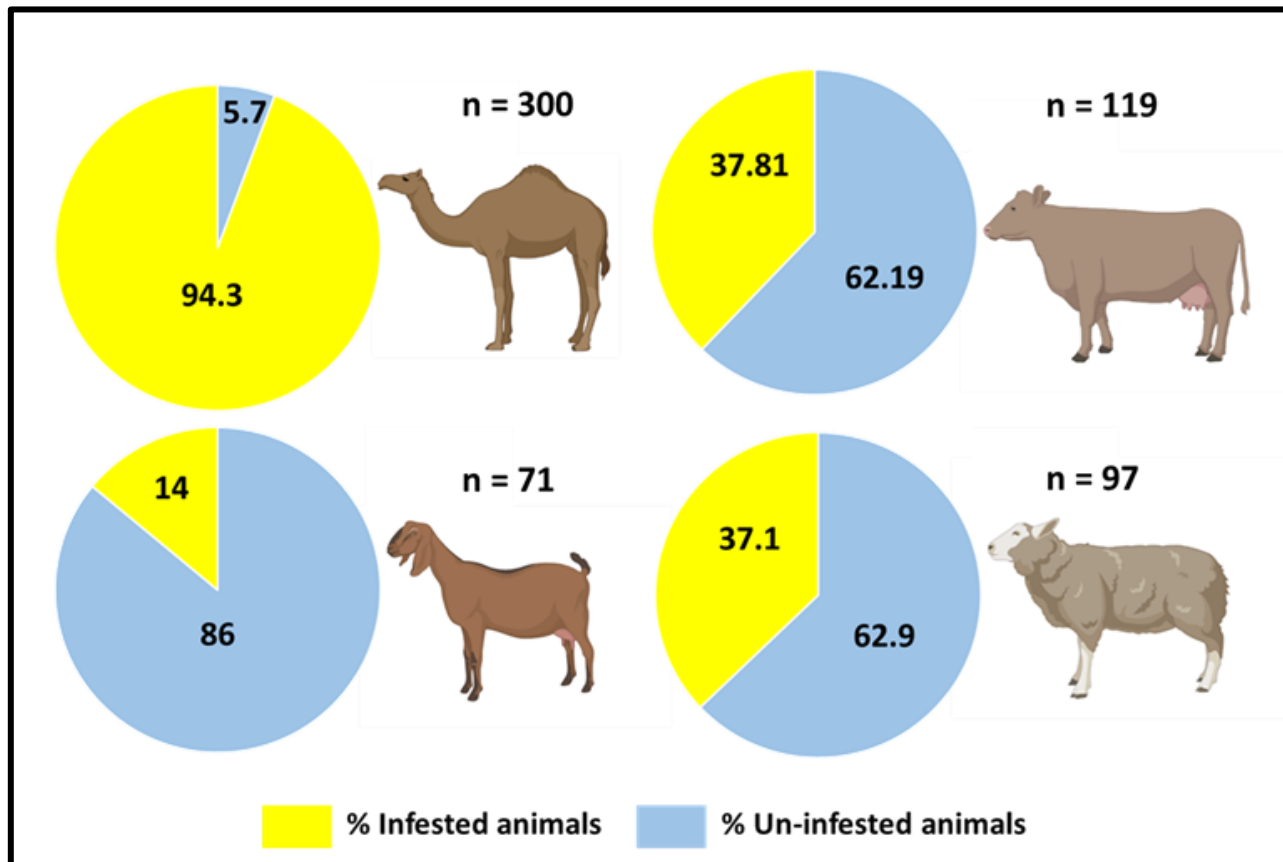 5.7
94.3
n = 300
37.81
62.19
n = 119
14
86
n = 71
37.1
62.9
n = 97
% Infested animals
% Un-infested animals